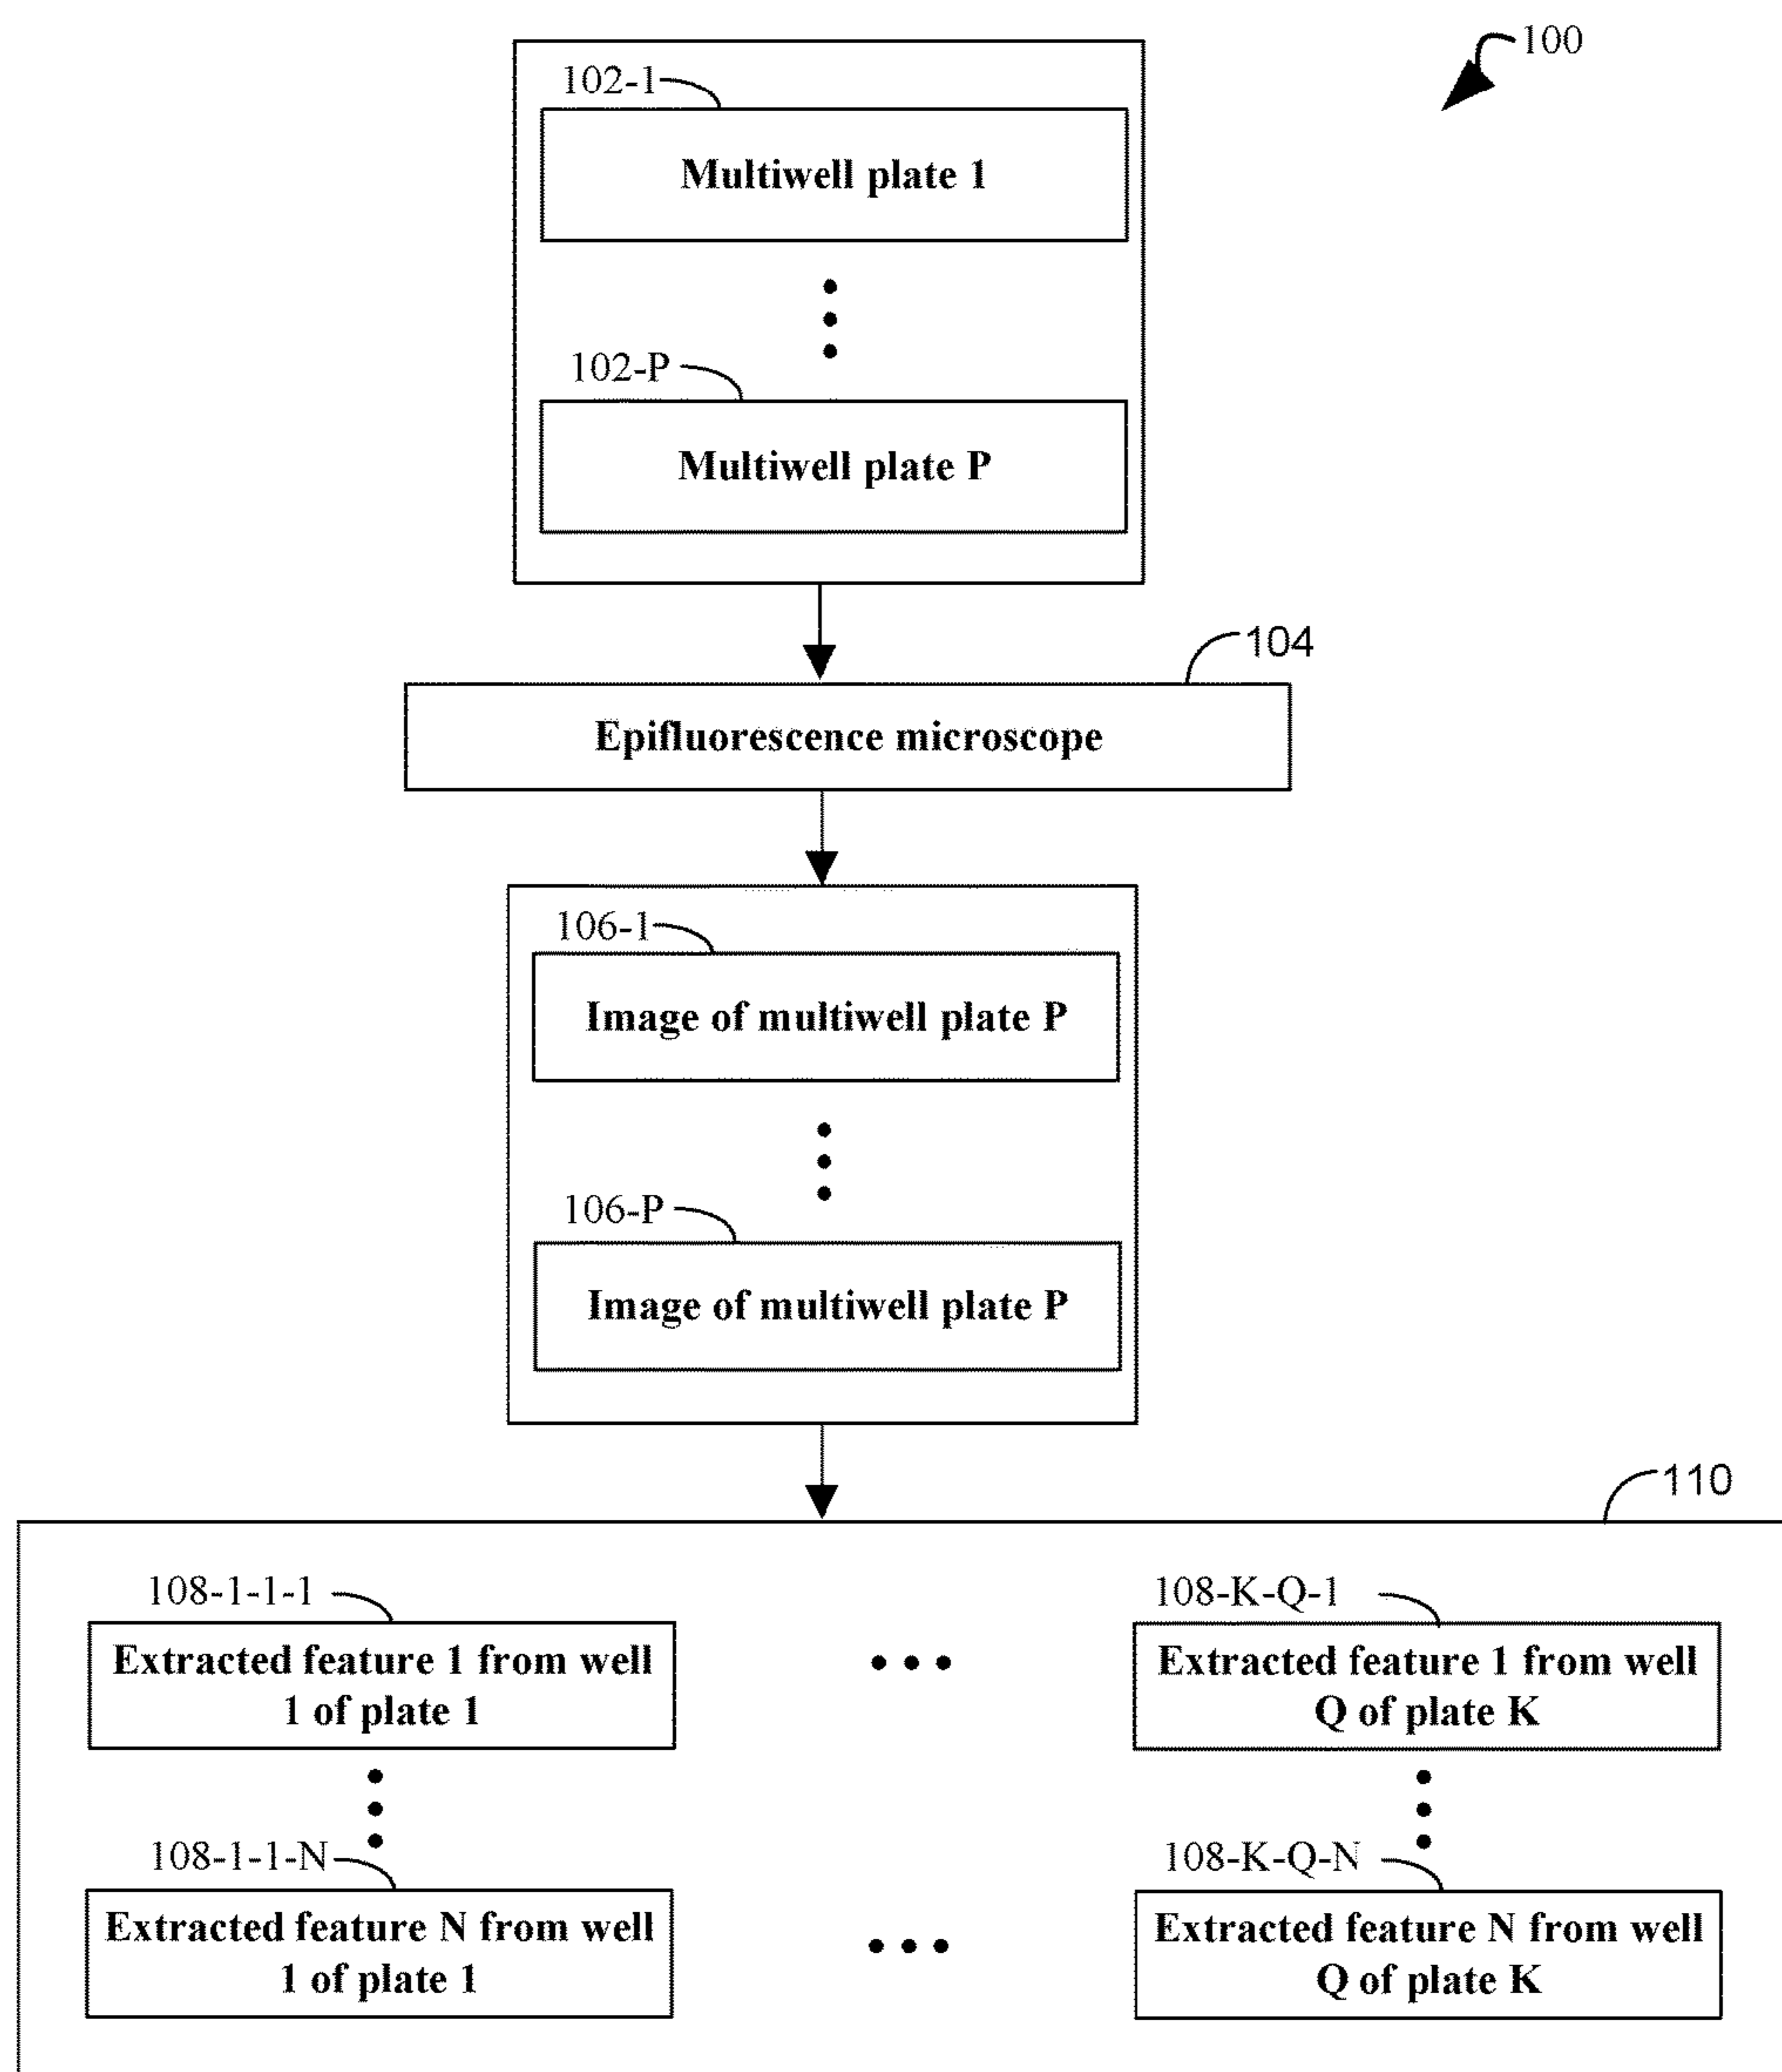 100
102-1
Multiwell plate 1
102-P
Multiwell plate P
104
Epifluorescence microscope
106-1
Image of multiwell plate P
106-P
Image of multiwell plate P
110
108-1-1-1
108-K-Q-1
Extracted feature 1 from well
1 of plate 1
Extracted feature 1 from well
Q of plate K
108-1-1-N
108-K-Q-N
Extracted feature N from well
1 of plate 1
Extracted feature N from well
Q of plate K